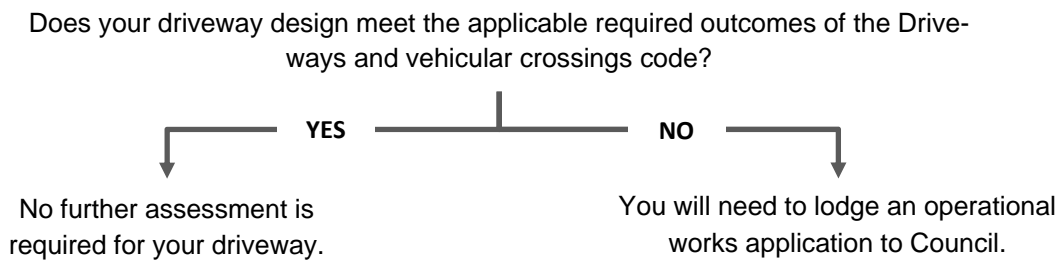 Does your driveway design meet the applicable required outcomes of the Drive-
ways and vehicular crossings code?
YES
NO
No further assessment is
required for your driveway.
You will need to lodge an operational
works application to Council.